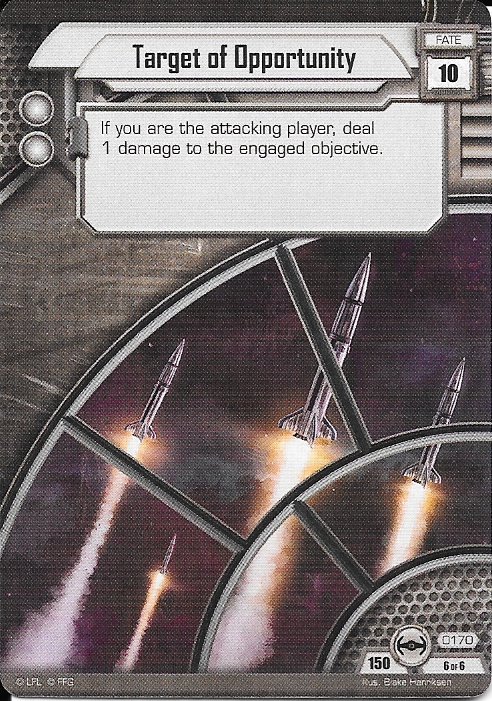 Target of Opportunity
FATE
10
If you are the attacking player, deal
1 damage to the engaged objective.
0170
150
6 OF 6
© LFL © FFG
Illus. Blake Henriksen